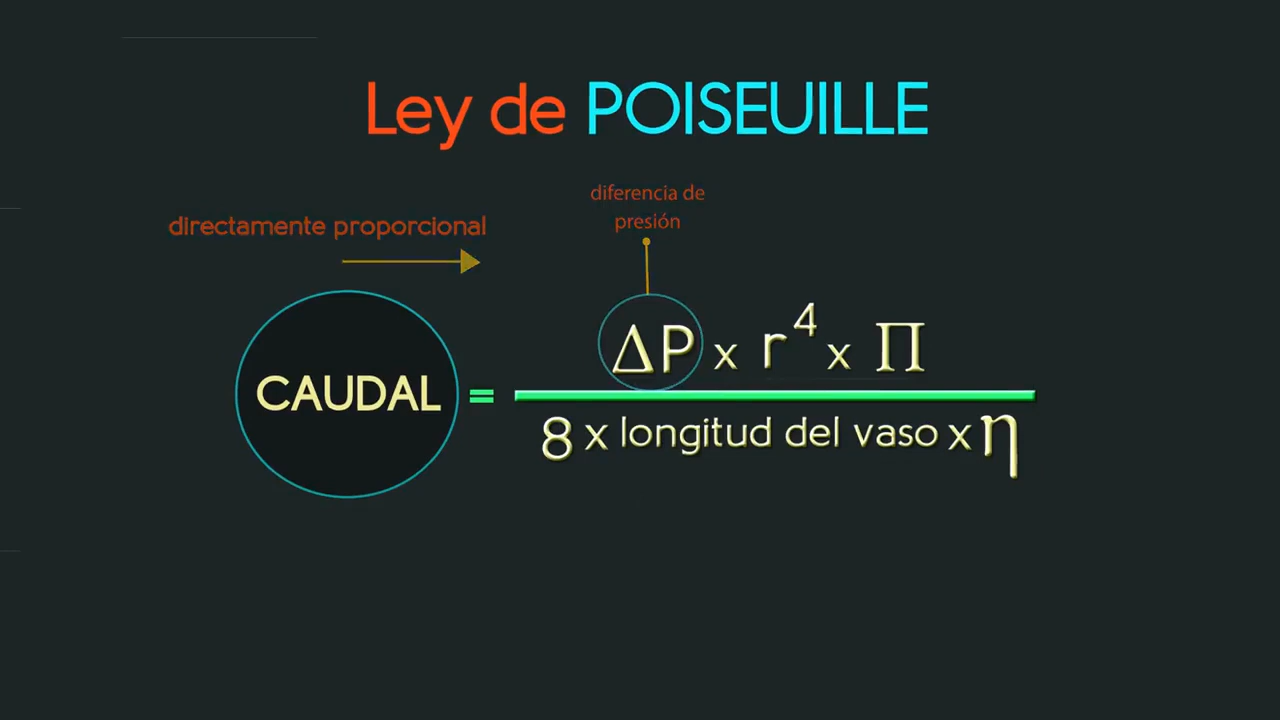 Ley de POISEUILLE
diferencia de
presión
directamente proporcional
CAUDAL = ΔP x r⁴ x Π
8 x longitud del vaso x η